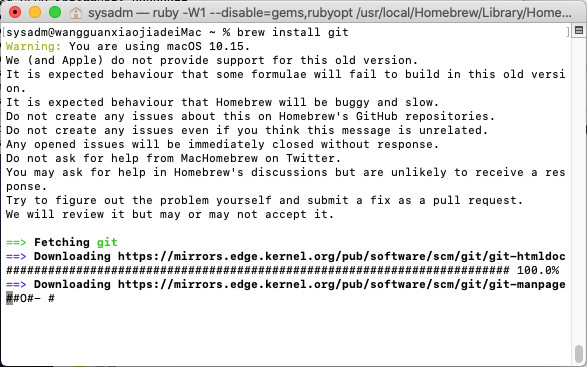 sysadm — ruby -W1 --disable=gems,rubyopt /usr/local/Homebrew/Library/Home...
[sysadm@wangguanxiaojiadeiMac ~ % brew install git ]
Warning: You are using macOS 10.15.
We (and Apple) do not provide support for this old version.
It is expected behaviour that some formulae will fail to build in this old versi
on.
It is expected behaviour that Homebrew will be buggy and slow.
Do not create any issues about this on Homebrew's GitHub repositories.
Do not create any issues even if you think this message is unrelated.
Any opened issues will be immediately closed without response.
Do not ask for help from MacHomebrew on Twitter.
You may ask for help in Homebrew's discussions but are unlikely to receive a res
ponse.
Try to figure out the problem yourself and submit a fix as a pull request.
We will review it but may or may not accept it.
==> Fetching git
==> Downloading https://mirrors.edge.kernel.org/pub/software/scm/git/git-htmldoc
######################################################################## 100.0%
==> Downloading https://mirrors.edge.kernel.org/pub/software/scm/git/git-manpage
##O#- #